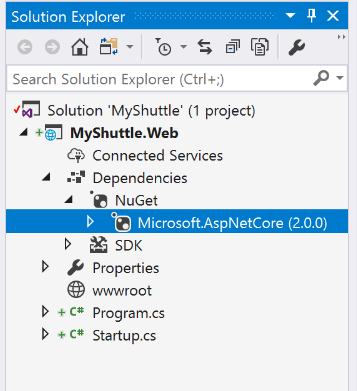 Solution Explorer
Search Solution Explorer (Ctrl+;)
Solution 'MyShuttle' (1 project)
MyShuttle.Web
Connected Services
Dependencies
NuGet
Microsoft.AspNetCore (2.0.0)
SDK
Properties
wwwroot
C# Program.cs
C# Startup.cs